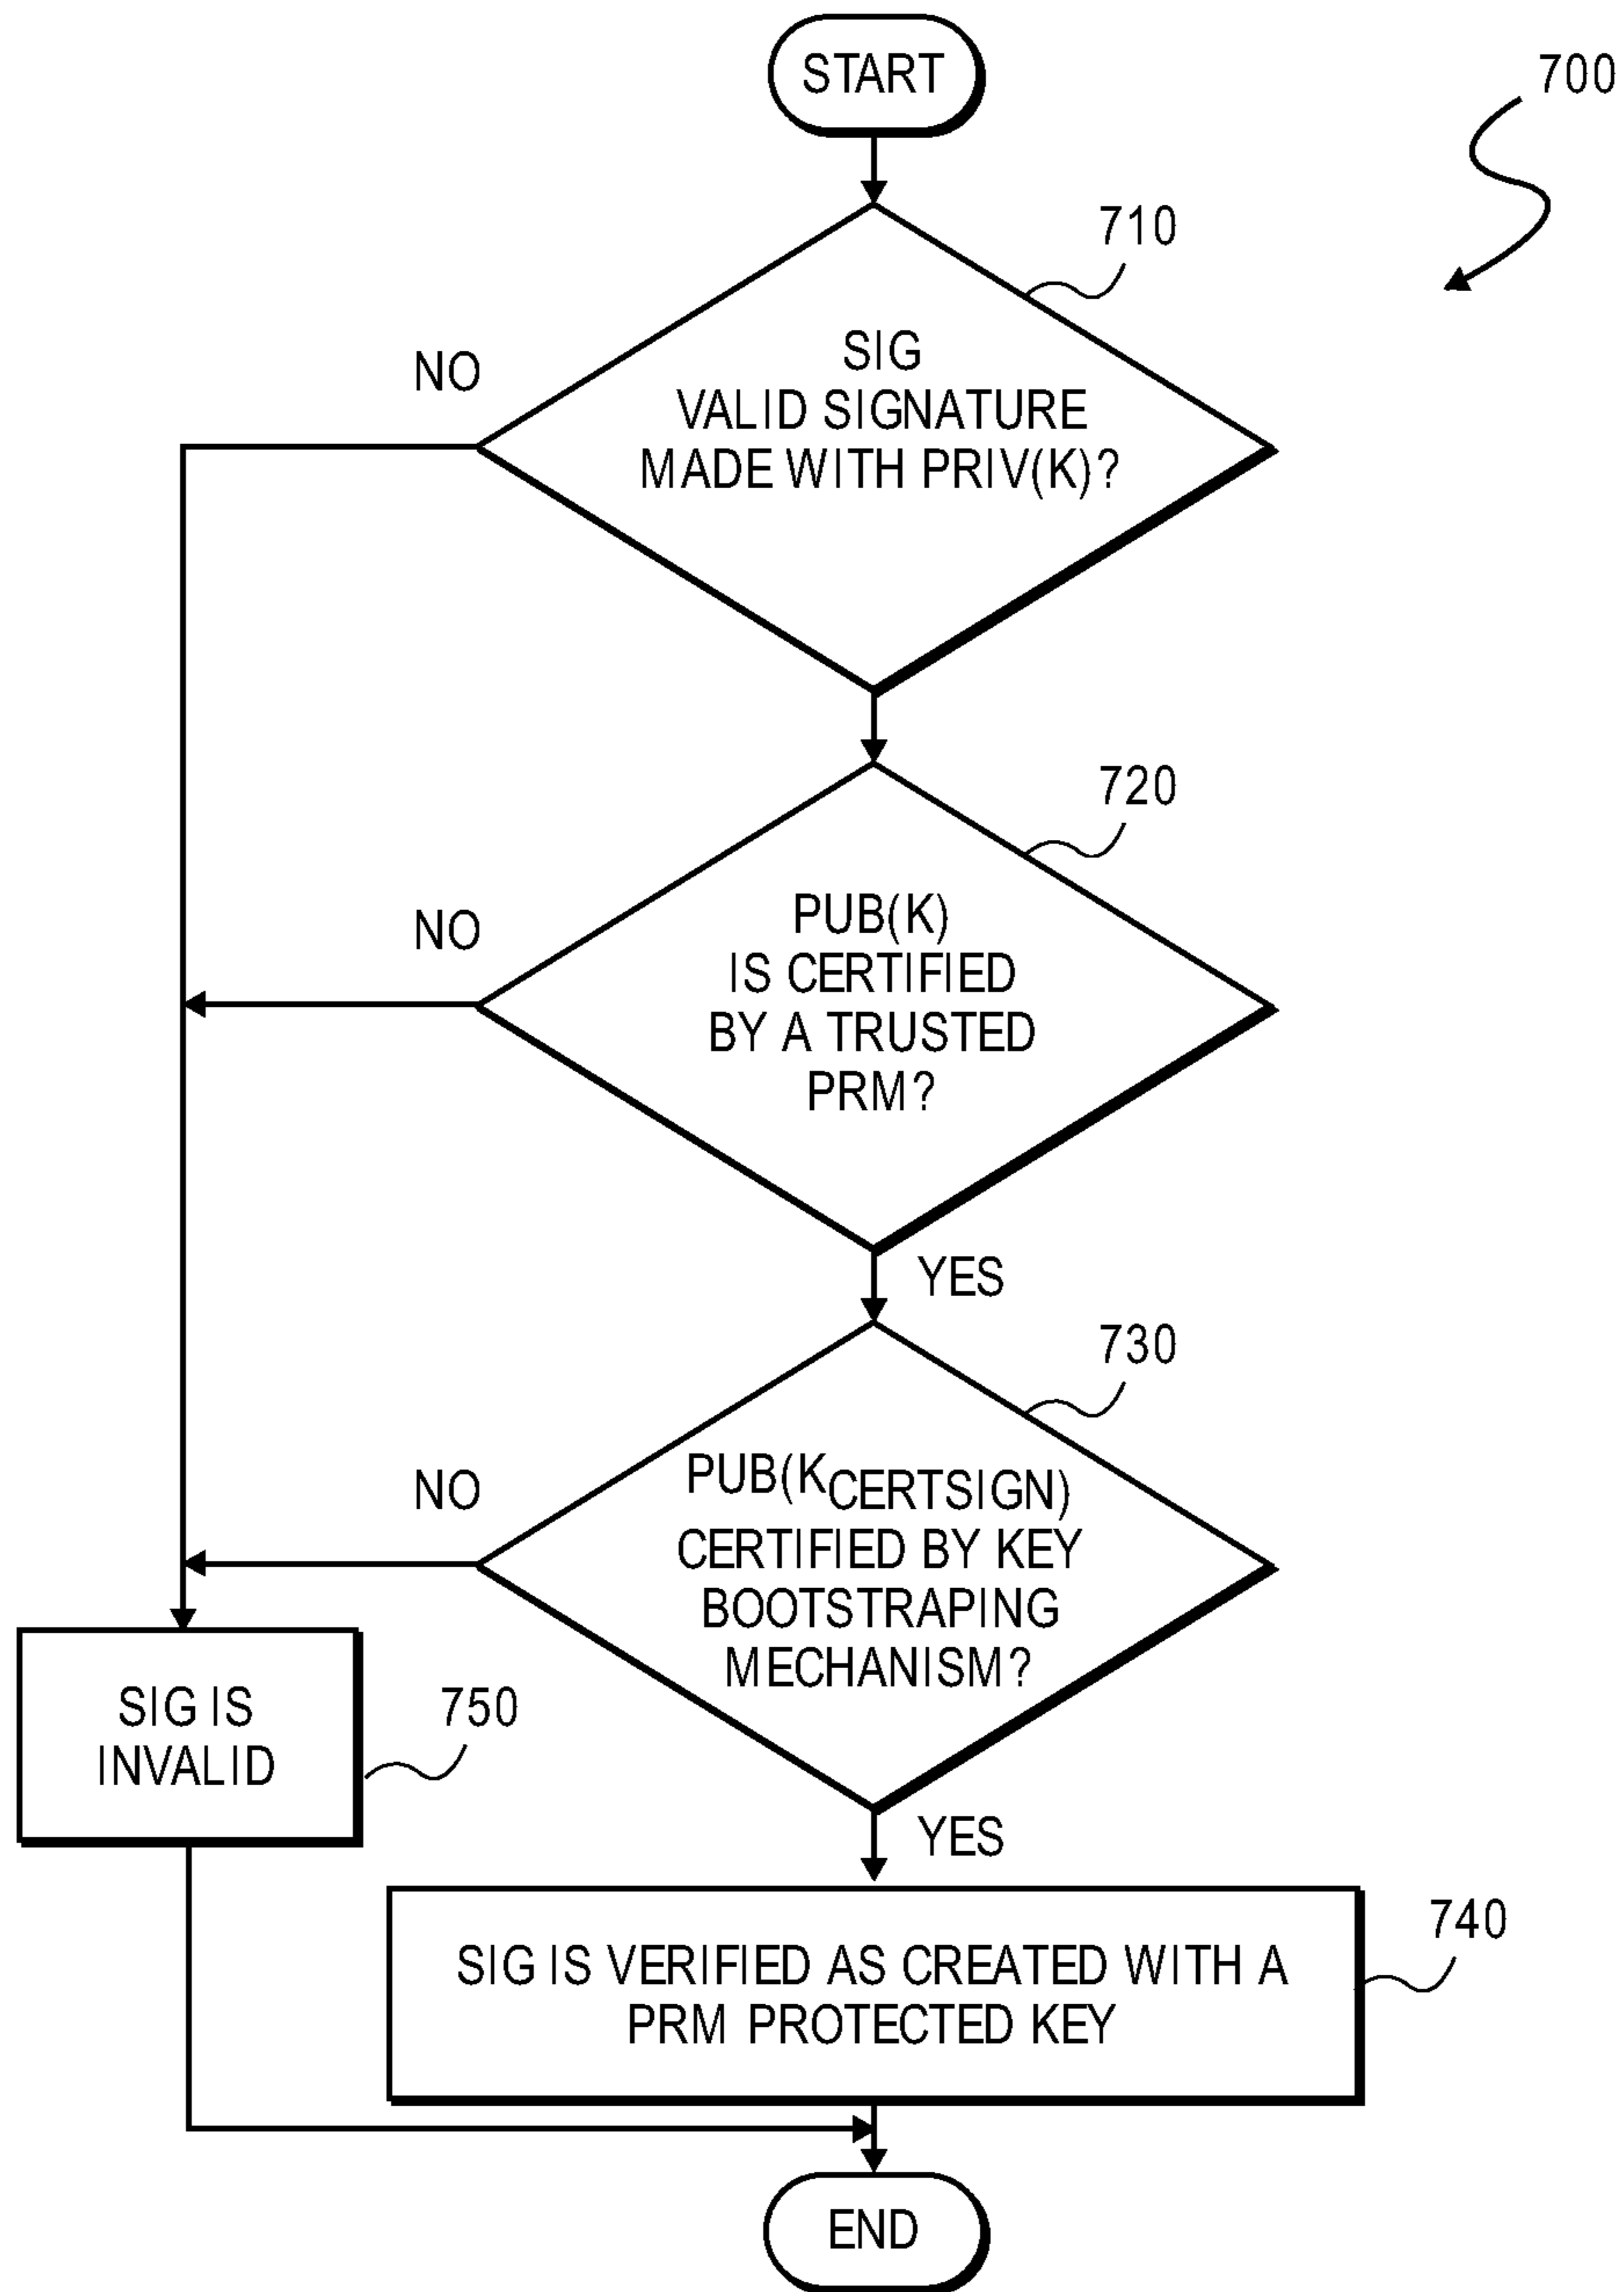 START
700
710
SIG
VALID SIGNATURE
MADE WITH PRIV(K)?
NO
720
PUB(K)
IS CERTIFIED
BY A TRUSTED
PRM?
NO
YES
730
PUB(KCERTSIGN)
CERTIFIED BY KEY
BOOTSTRAPING
MECHANISM?
NO
YES
SIG IS
INVALID
750
740
SIG IS VERIFIED AS CREATED WITH A
PRM PROTECTED KEY
END